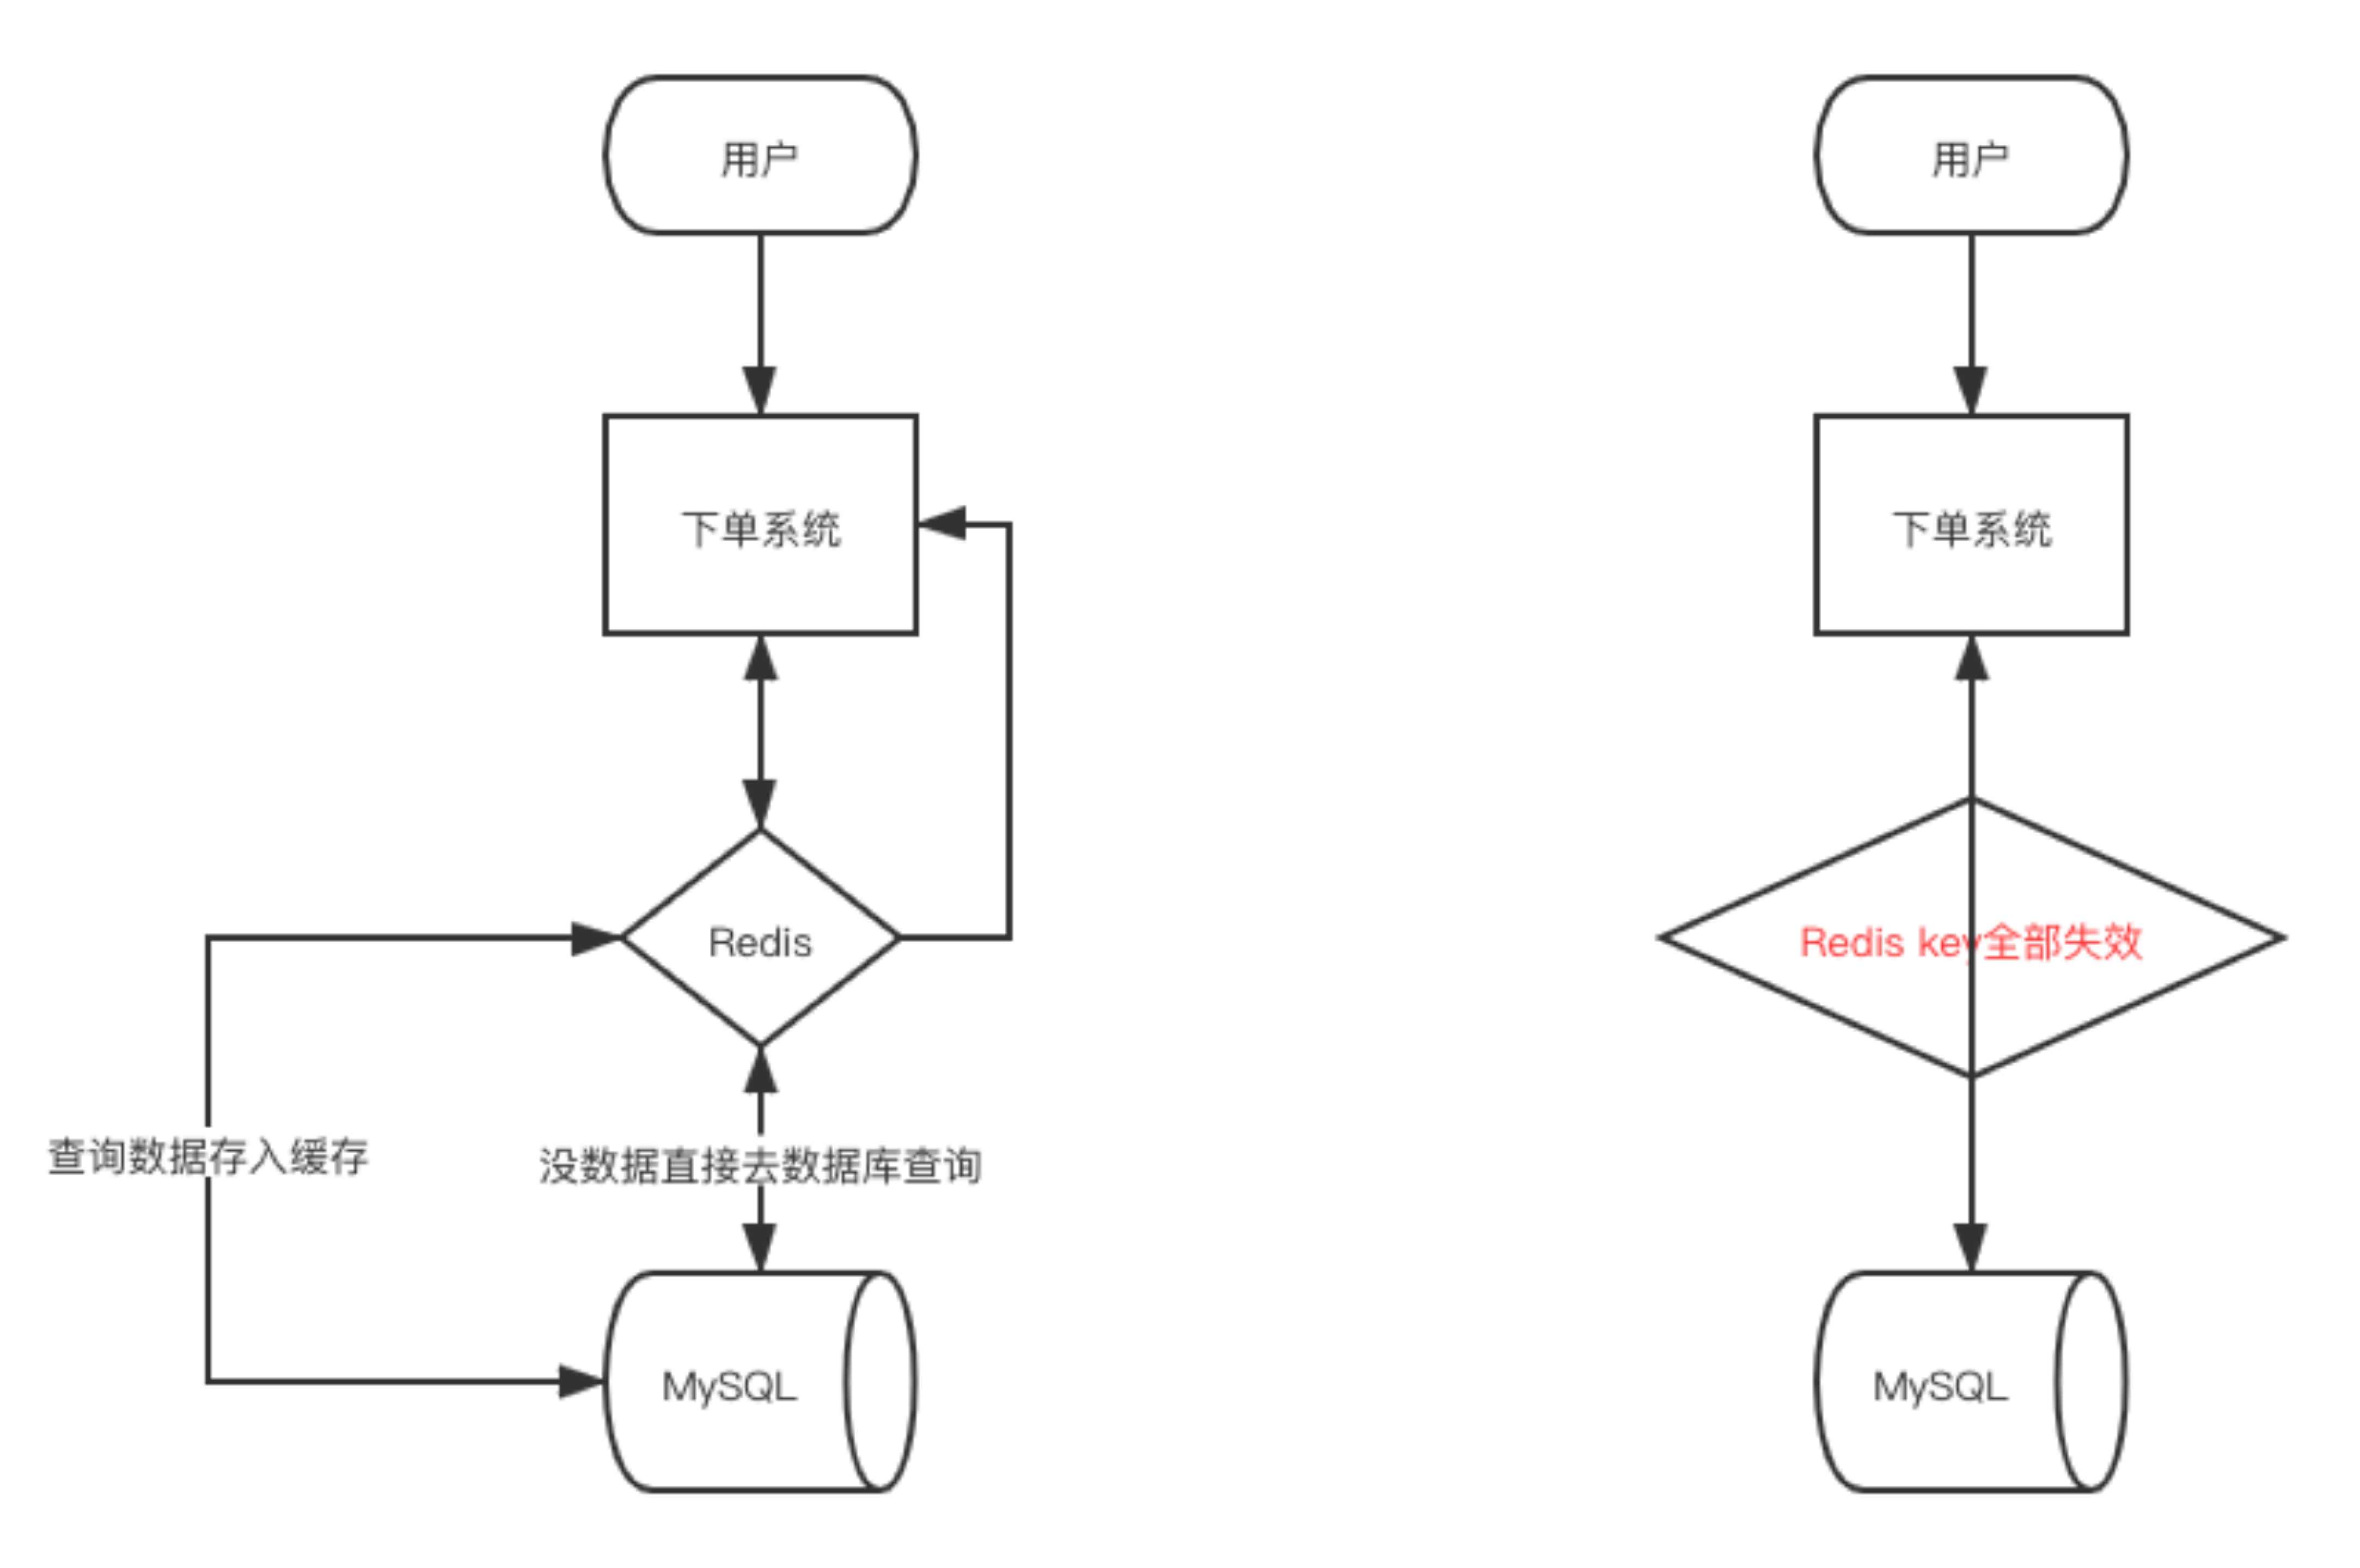 用户
下单系统
Redis
查询数据存入缓存
没数据直接去数据库查询
MySQL
用户
下单系统
Redis key全部失效
MySQL